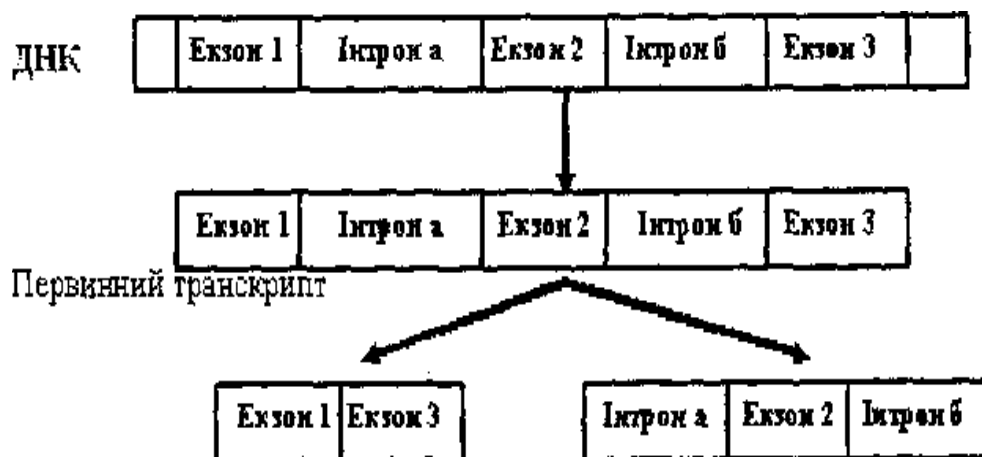 ДНК Екзон 1 Інтрон а Екзон 2 Інтрон б Екзон 3
Екзон 1 Інтрон а Екзон 2 Інтрон б Екзон 3
Первинний транскрипт
Екзон 1 Екзон 3 Інтрон а Екзон 2 Інтрон б